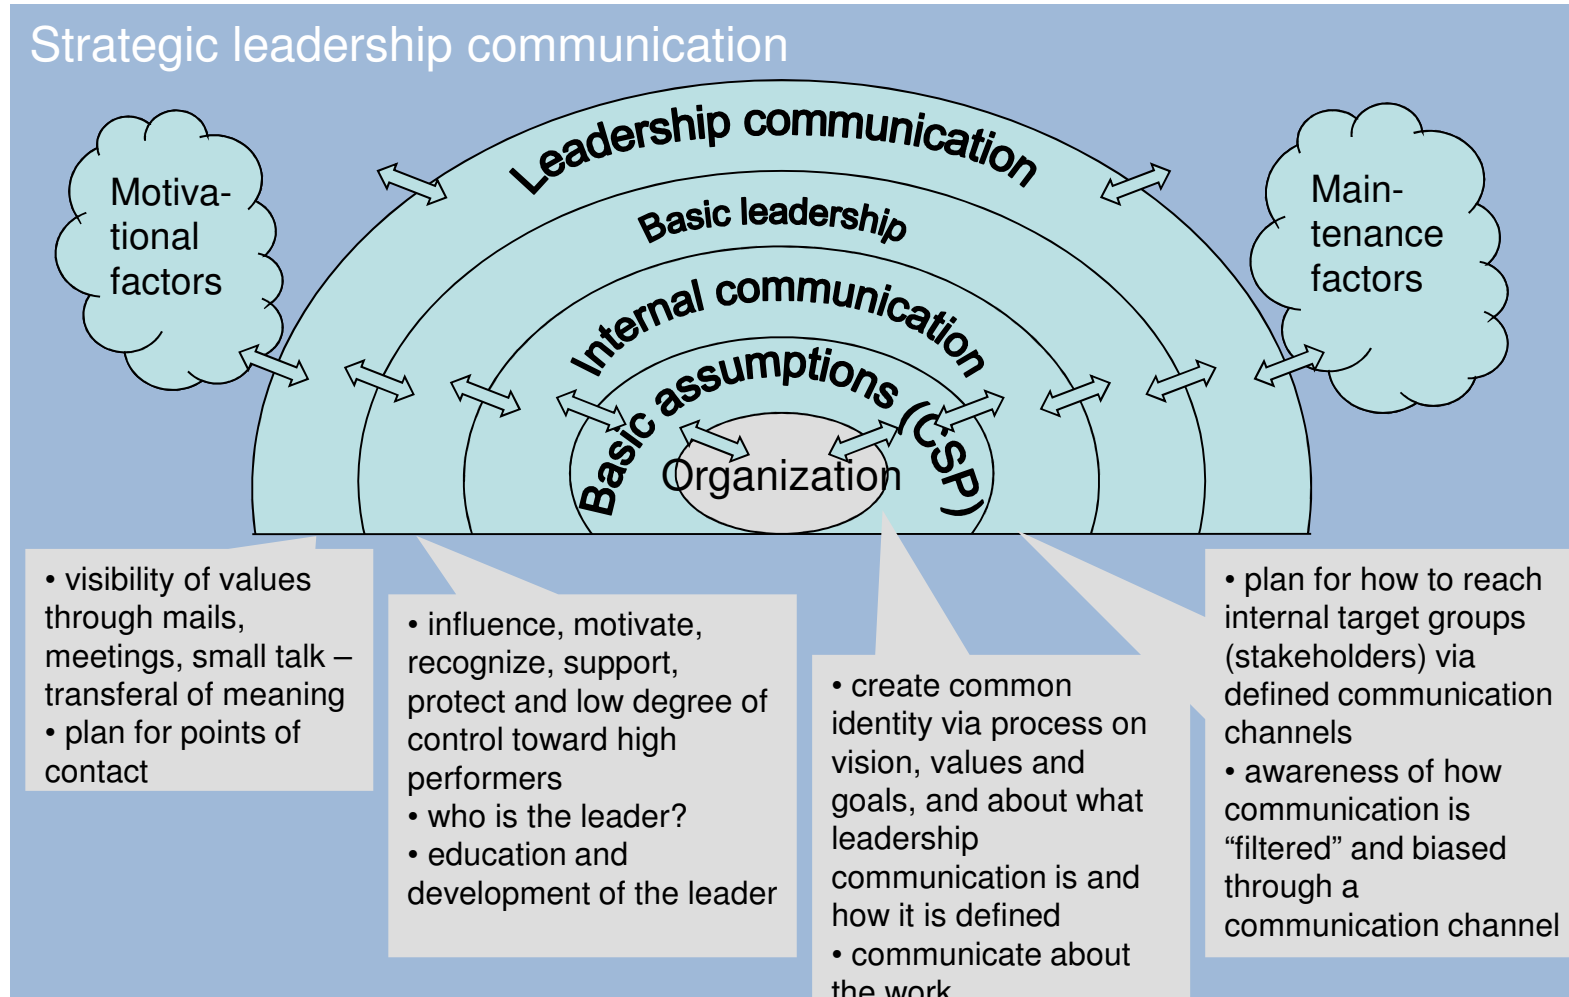 Strategic leadership communication
Leadership communication
Basic leadership
Internal communication
Basic assumptions (CSP)
Organization
Motiva-
tional
factors
Main-
tenance
factors
• visibility of values
through mails,
meetings, small talk –
transferal of meaning
• plan for points of
contact
• influence, motivate,
recognize, support,
protect and low degree of
control toward high
performers
• who is the leader?
• education and
development of the leader
• create common
identity via process on
vision, values and
goals, and about what
leadership
communication is and
how it is defined
• communicate about
the work
• plan for how to reach
internal target groups
(stakeholders) via
defined communication
channels
• awareness of how
communication is
“filtered” and biased
through a
communication channel